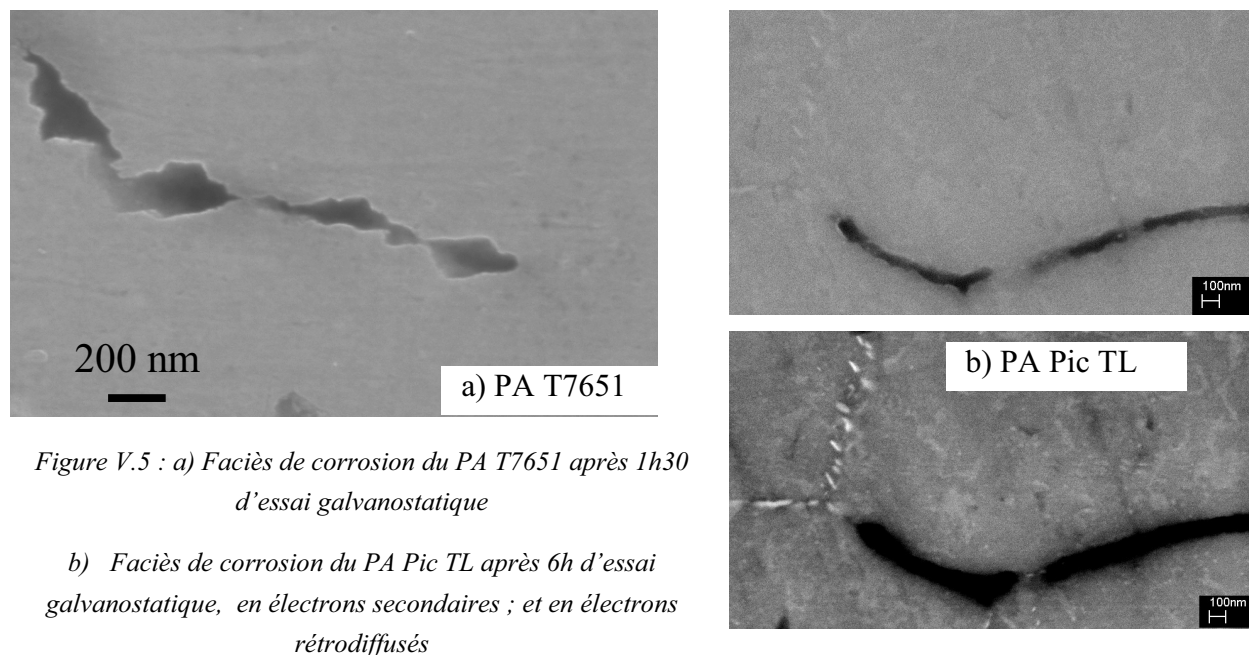 200 nm
a) PA T7651
Figure V.5 : a) Faciès de corrosion du PA T7651 après 1h30
d'essai galvanostatique
b) Faciès de corrosion du PA Pic TL après 6h d'essai
galvanostatique, en électrons secondaires ; et en électrons
rétrodiffusés
100nm
b) PA Pic TL
100nm